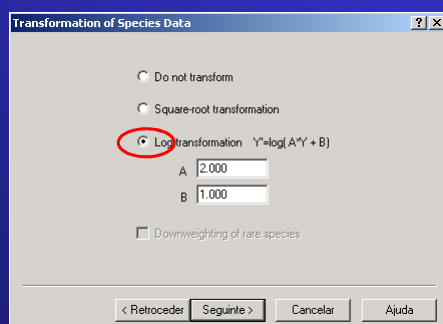 Transformation of Species Data
Do not transform
Square-root transformation
Log transformation Y'=log( A*Y + B)
A 2.000
B 1.000
Downweighting of rare species
< Retroceder Seguinte > Cancelar Ajuda